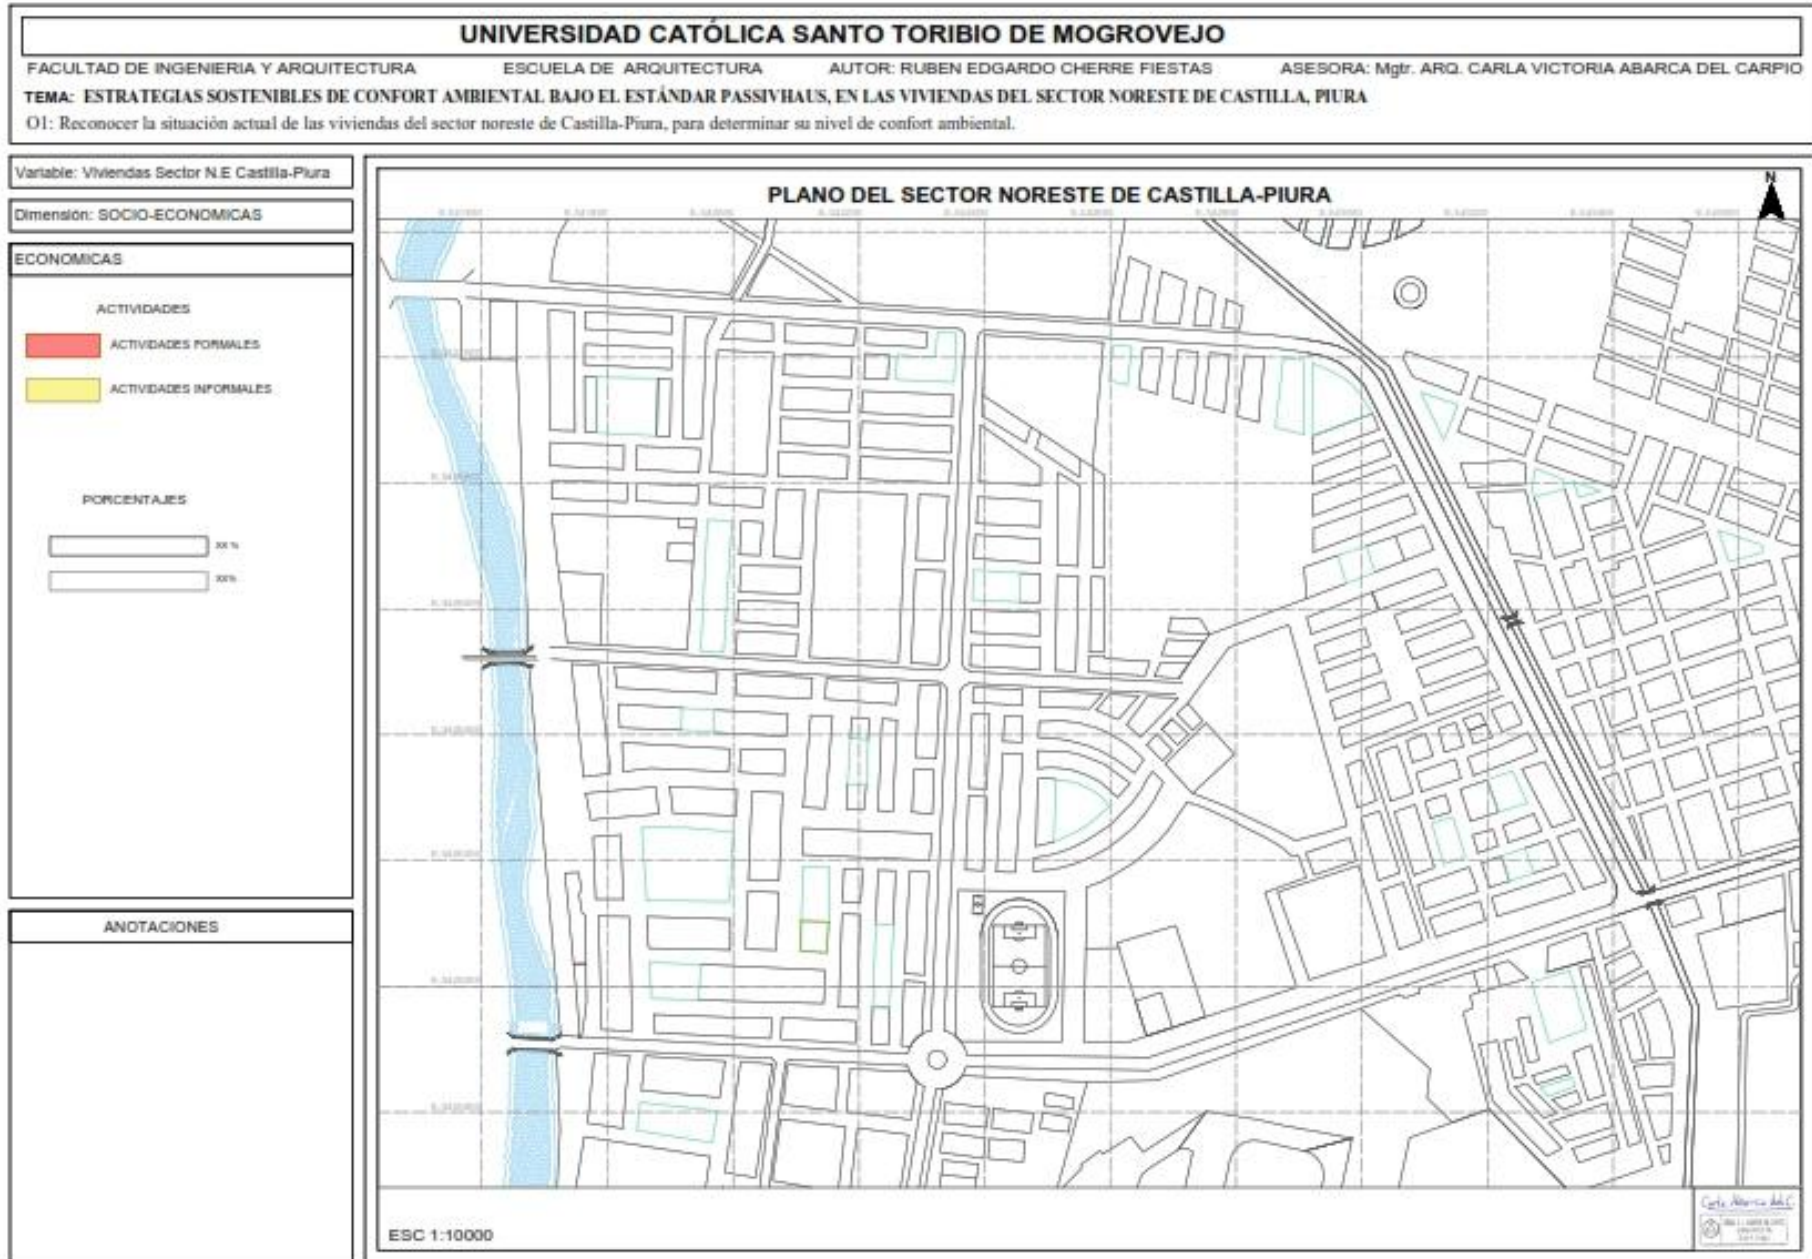 UNIVERSIDAD CATÓLICA SANTO TORIBIO DE MOGROVEJO
FACULTAD DE INGENIERIA Y ARQUITECTURA ESCUELA DE ARQUITECTURA AUTOR: RUBEN EDGARDO CHERRE FIESTAS ASESORA: Mgtr. ARQ. CARLA VICTORIA ABARCA DEL CARPIO
TEMA: ESTRATEGIAS SOSTENIBLES DE CONFORT AMBIENTAL BAJO EL ESTÁNDAR PASSIVHAUS, EN LAS VIVIENDAS DEL SECTOR NORESTE DE CASTILLA, PIURA
O1: Reconocer la situación actual de las viviendas del sector noreste de Castilla-Piura, para determinar su nivel de confort ambiental.
Variable: Viviendas Sector N.E Castilla-Piura
Dimensión: SOCIO-ECONOMICAS
ECONOMICAS
ACTIVIDADES
ACTIVIDADES FORMALES
ACTIVIDADES INFORMALES
PORCENTAJES
XX %
XX%
ANOTACIONES
PLANO DEL SECTOR NORESTE DE CASTILLA-PIURA
N
ESC 1:10000